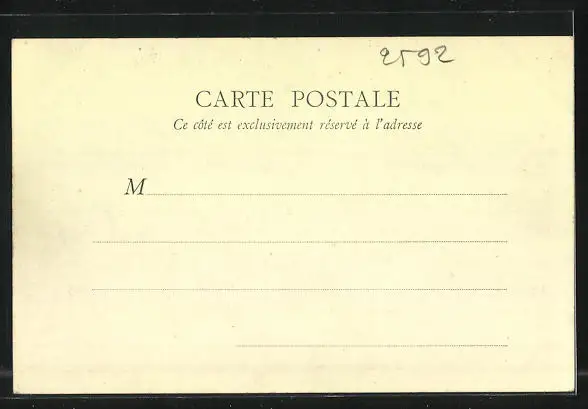 2592
CARTE POSTALE
Ce côté est exclusivement réservé à l'adresse
M